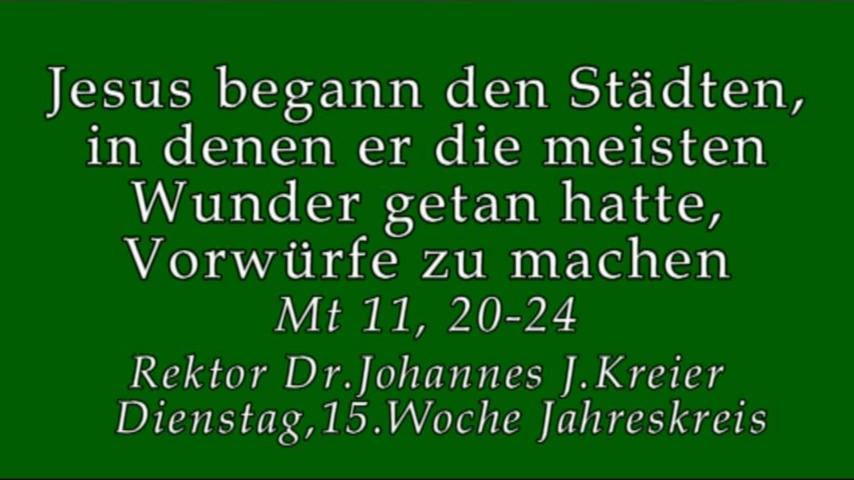 Jesus begann den Städten,
in denen er die meisten
Wunder getan hatte,
Vorwürfe zu machen
Mt 11, 20-24
Rektor Dr.Johannes J.Kreier
Dienstag,15.Woche Jahreskreis